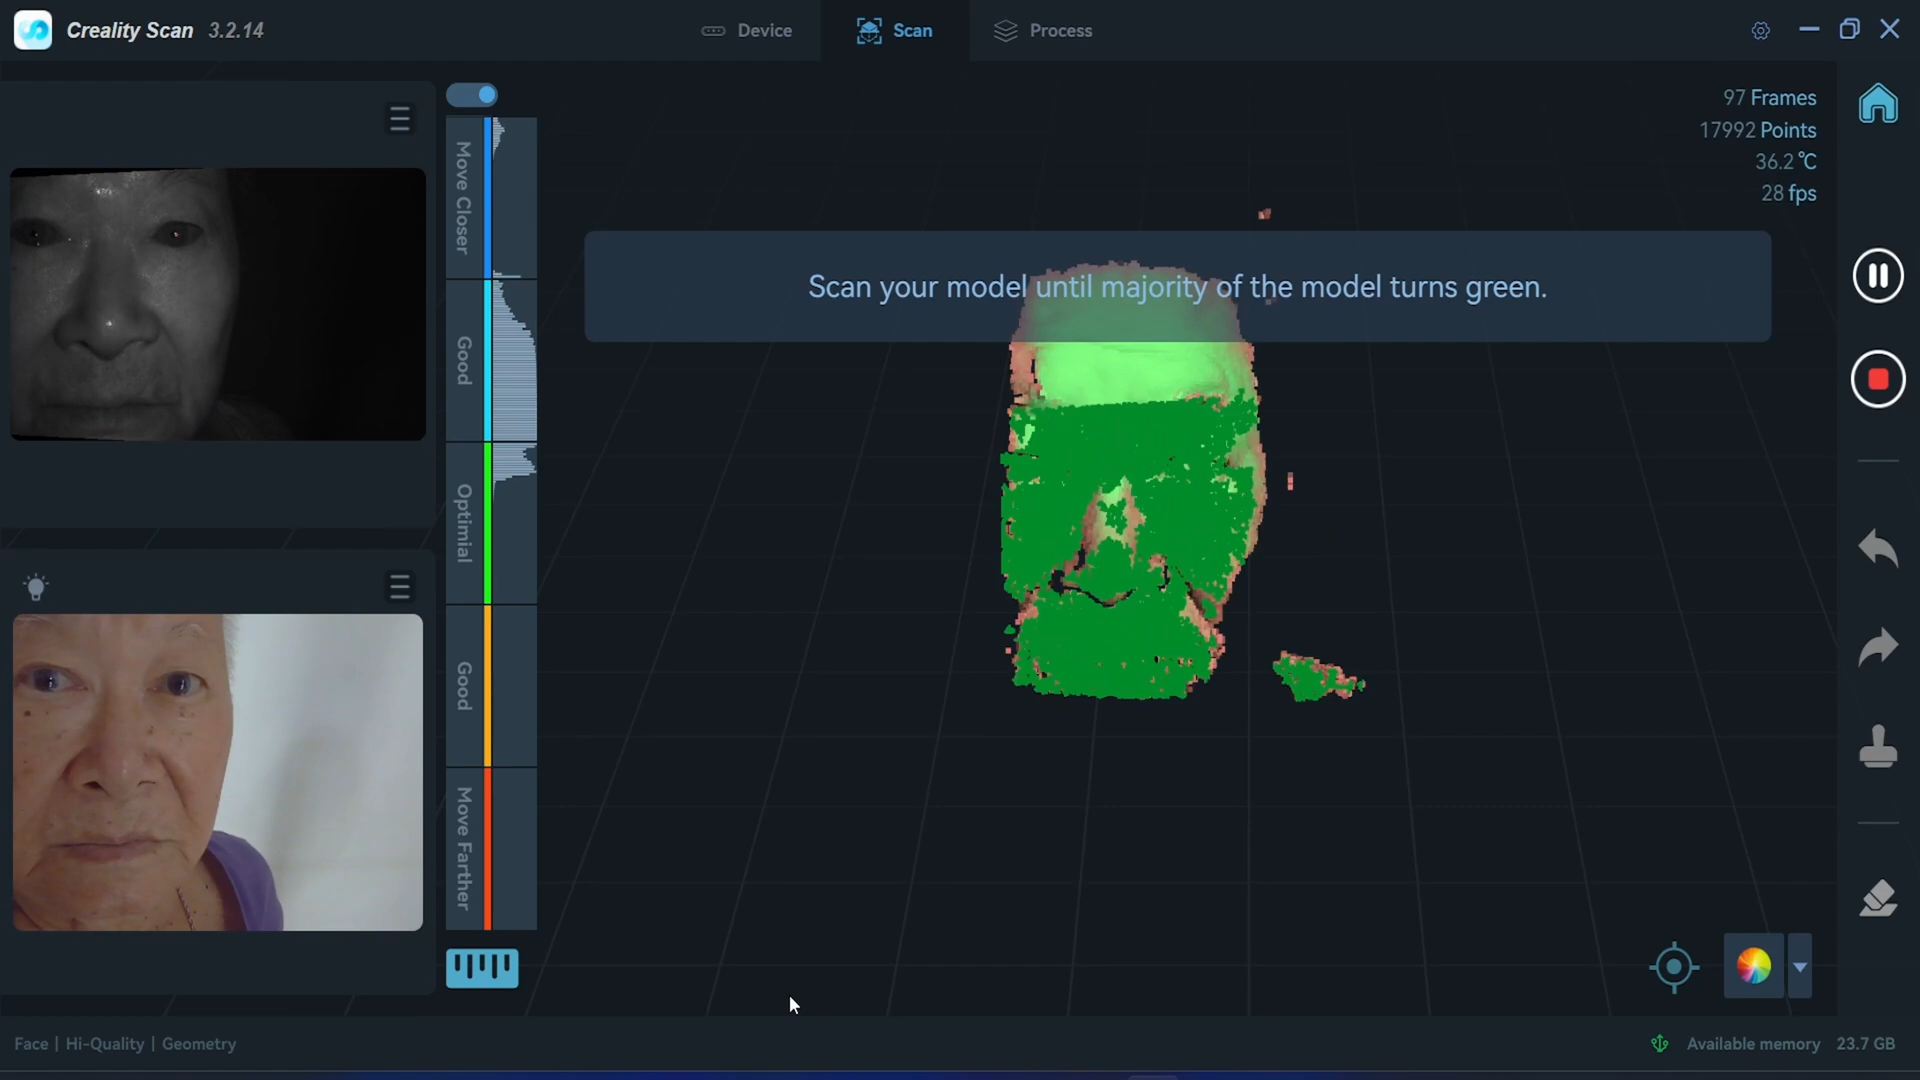 Creality Scan 3.2.14
Device
Scan
Process
97 Frames
17992 Points
36.2 °C
28 fps
Move Closer
Good
Optimial
Good
Move Farther
Scan your model until majority of the model turns green.
Face | Hi-Quality | Geometry
Available memory 23.7 GB